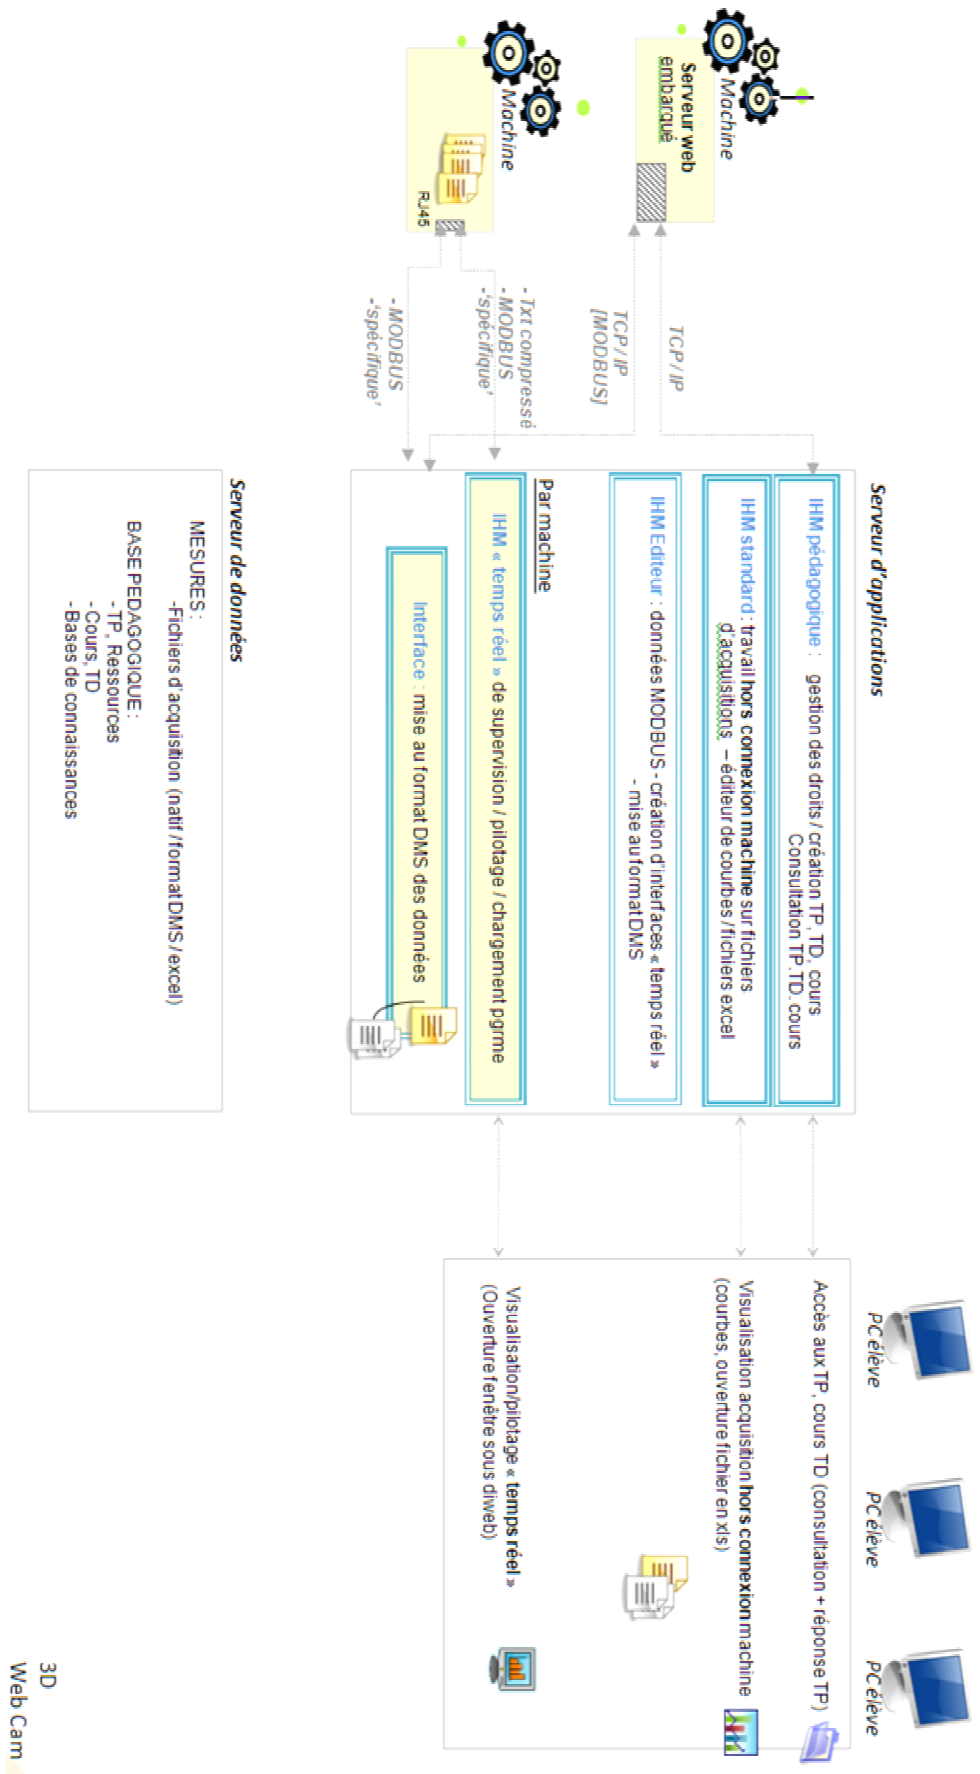 Machine
Serveur web
embarqué
Machine
RJ45
TCP / IP
TCP / IP
[MODBUS]
- Txt compressé
- MODBUS
-'spécifique'
- MODBUS
-'spécifique'
Serveur d'applications
IHM pédagogique : gestion des droits / création TP, TD, cours
Consultation TP. TD. cours
IHM standard : travail hors connexion machine sur fichiers
d'acquisitions – éditeur de courbes / fichiers excel
IHM Editeur : données MODBUS - création d'interfaces « temps réel »
- mise au format DMS
Par machine
IHM « temps réel » de supervision / pilotage / chargement pgrme
Interface : mise au format DMS des données
Serveur de données
MESURES :
-Fichiers d'acquisition (natif / format DMS / excel)
BASE PEDAGOGIQUE :
- TP, Ressources
- Cours, TD
- Bases de connaissances
PC élève
PC élève
PC élève
Accès aux TP, cours TD (consultation + réponse TP)
Visualisation acquisition hors connexion machine
(courbes, ouverture fichier en xls)
Visualisation/pilotage « temps réel »
(Ouverture fenêtre sous diweb)
3D
Web Cam